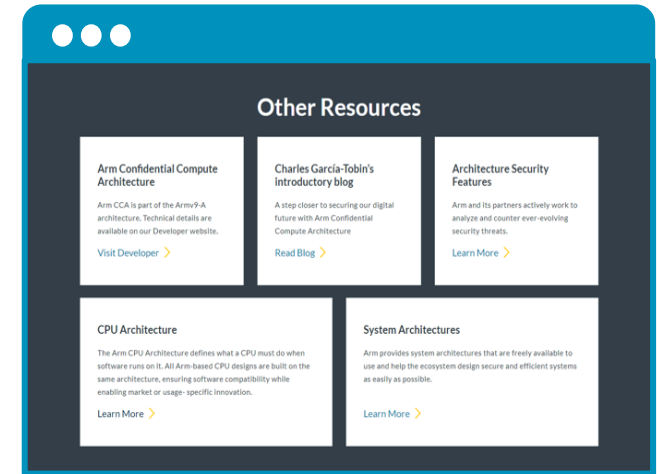 Other Resources
Arm Confidential Compute
Architecture
Arm CCA is part of the Armv9-A
architecture. Technical details are
available on our Developer website.
Visit Developer
Charles García-Tobin's
introductory blog
A step closer to securing our digital
future with Arm Confidential
Compute Architecture
Read Blog
Architecture Security
Features
Arm and its partners actively work to
analyze and counter ever-evolving
security threats.
Learn More
CPU Architecture
The Arm CPU Architecture defines what a CPU must do when
software runs on it. All Arm-based CPU designs are built on the
same architecture, ensuring software compatibility while
enabling market or usage- specific innovation.
Learn More
System Architectures
Arm provides system architectures that are freely available to
use and help the ecosystem design secure and efficient systems
as easily as possible.
Learn More